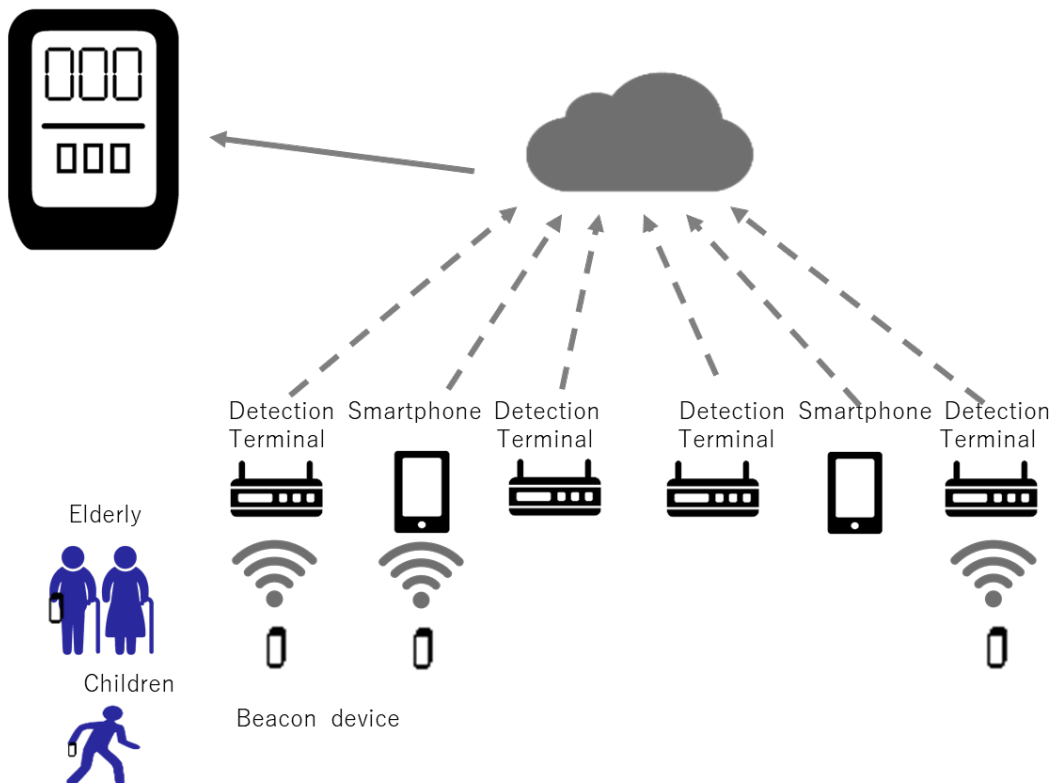 000
000
Detection Smartphone Detection
Terminal Terminal
Detection Smartphone Detection
Terminal Terminal
Elderly
Children
Beacon device